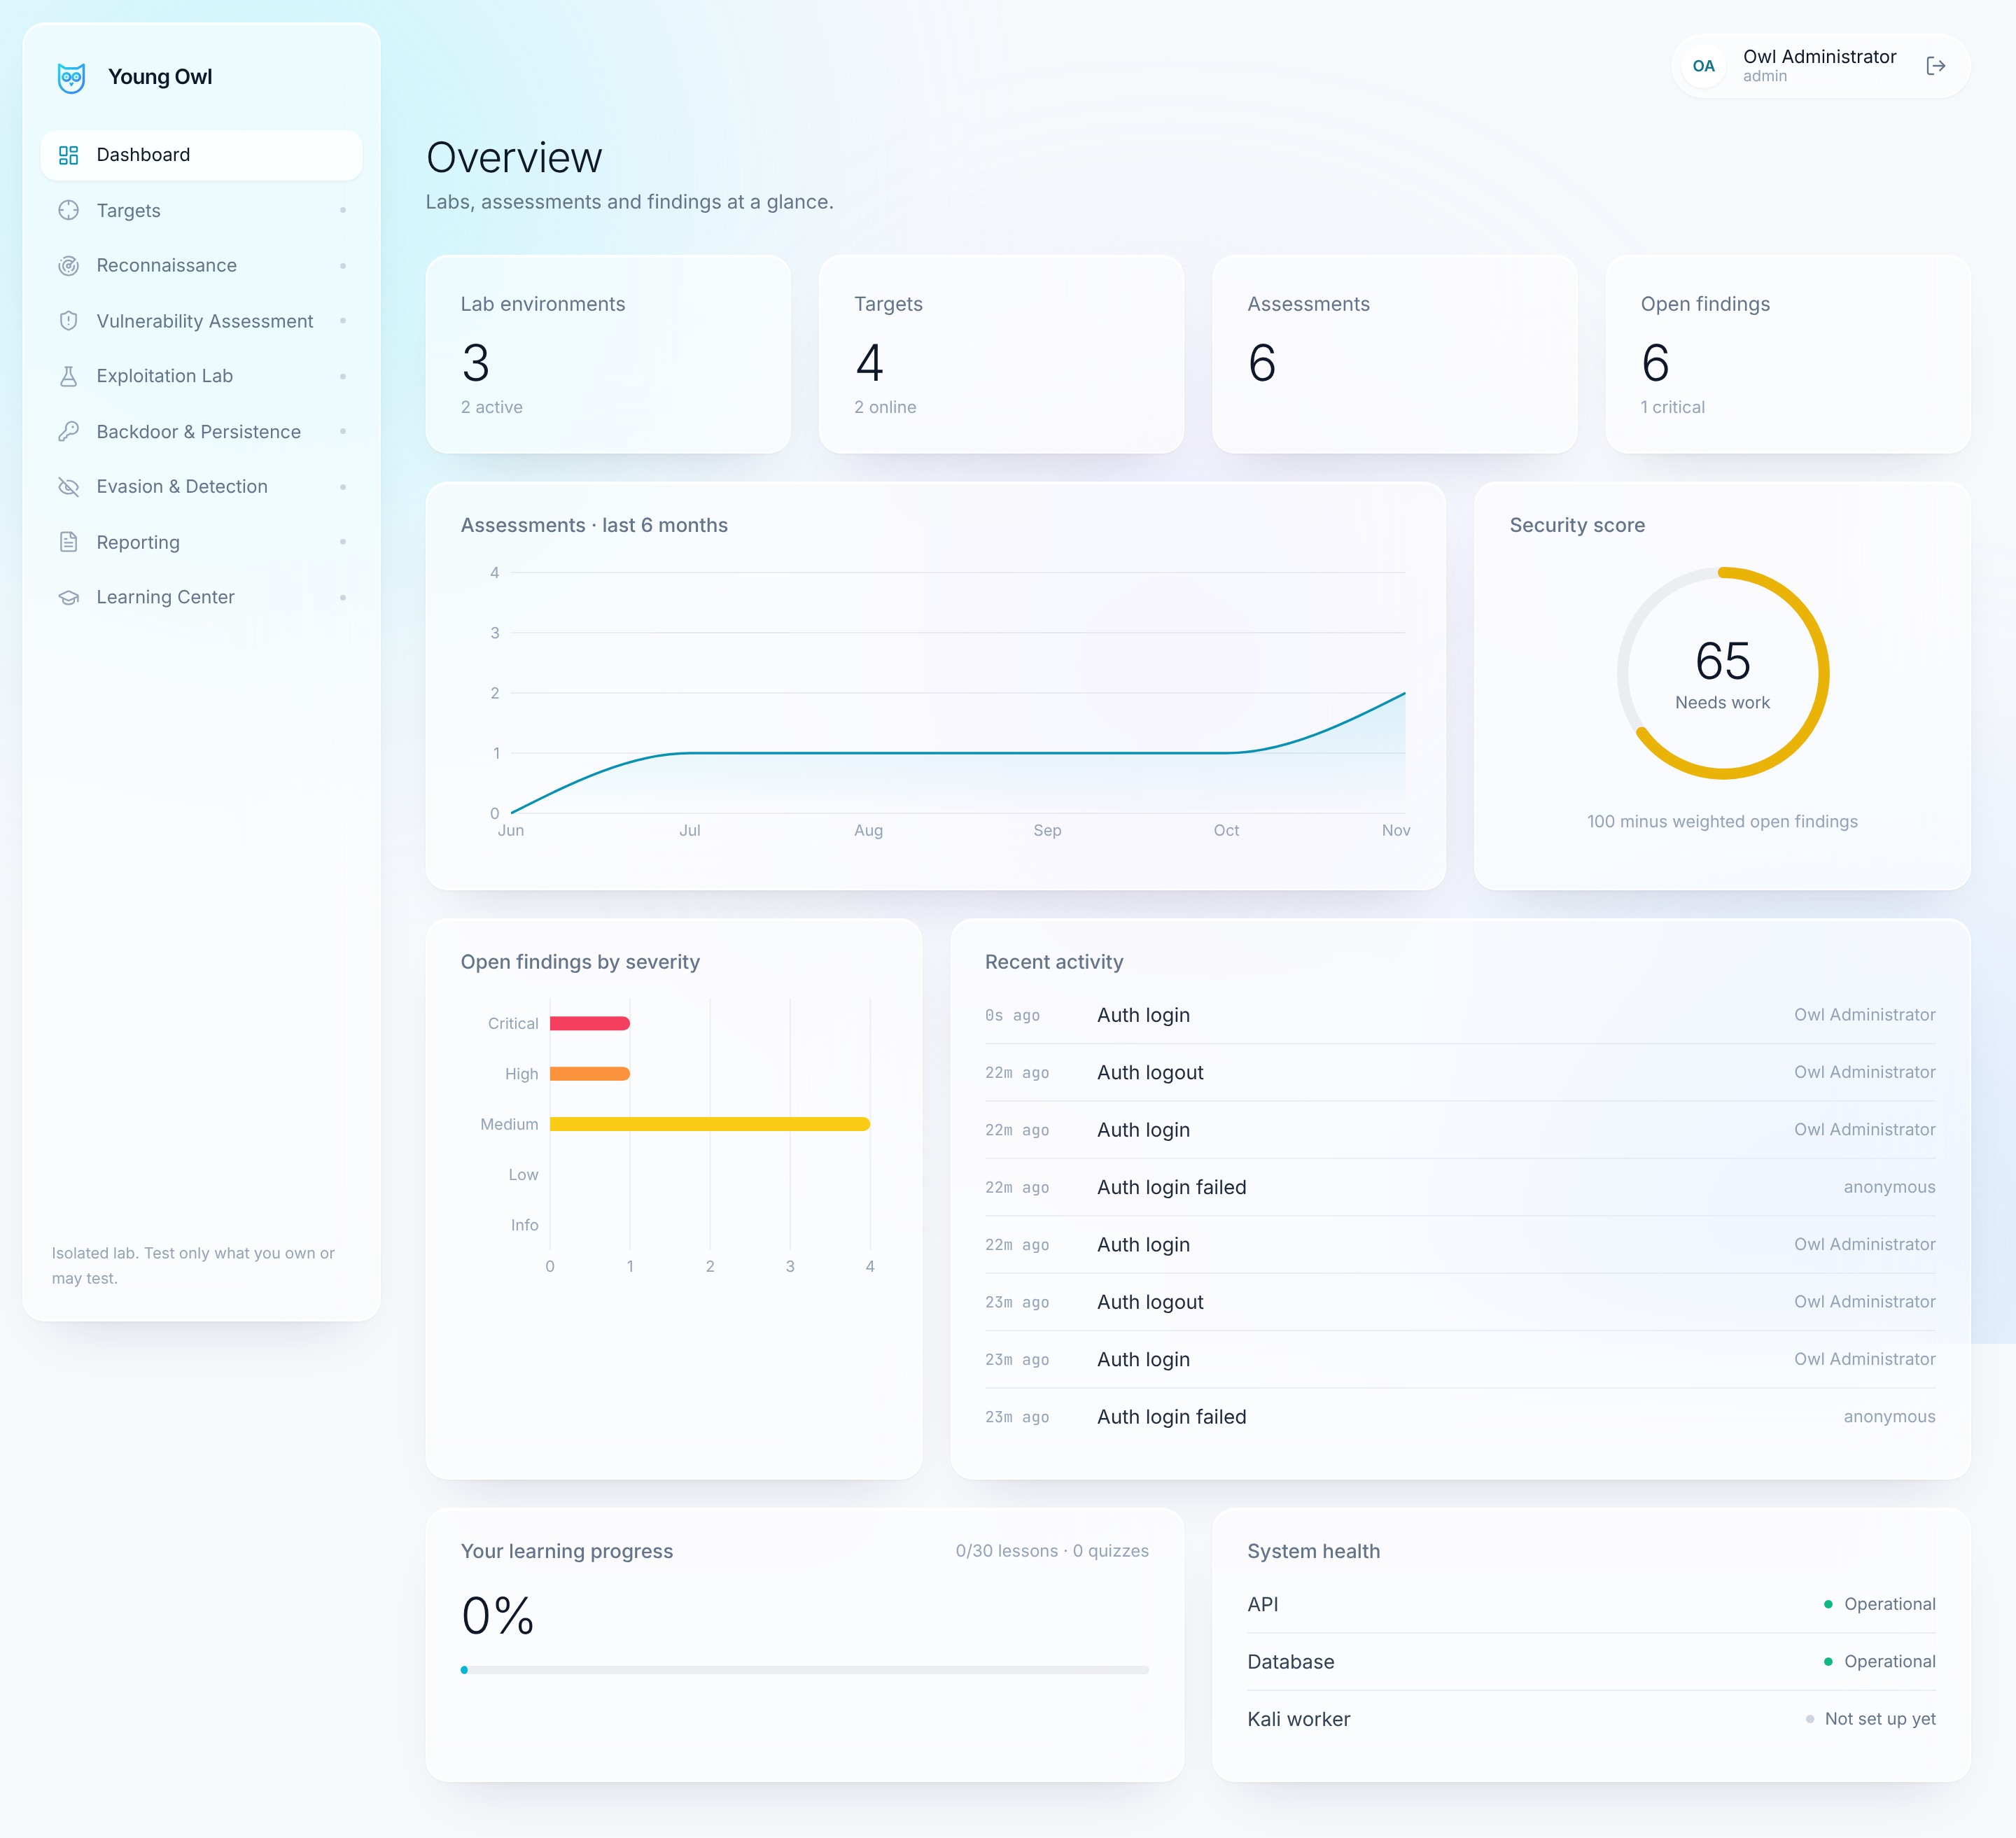 Young Owl
Dashboard
Targets
Reconnaissance
Vulnerability Assessment
Exploitation Lab
Backdoor & Persistence
Evasion & Detection
Reporting
Learning Center
Isolated lab. Test only what you own or
may test.
OA
Owl Administrator
admin
Overview
Labs, assessments and findings at a glance.
Lab environments
3
2 active
Targets
4
2 online
Assessments
6
Open findings
6
1 critical
Assessments · last 6 months
4
3
2
1
0
Jun Jul Aug Sep Oct Nov
Security score
65
Needs work
100 minus weighted open findings
Open findings by severity
Critical
High
Medium
Low
Info
0 1 2 3 4
Recent activity
0s ago Auth login Owl Administrator
22m ago Auth logout Owl Administrator
22m ago Auth login Owl Administrator
22m ago Auth login failed anonymous
22m ago Auth login Owl Administrator
23m ago Auth logout Owl Administrator
23m ago Auth login Owl Administrator
23m ago Auth login failed anonymous
Your learning progress 0/30 lessons · 0 quizzes
0%
System health
API Operational
Database Operational
Kali worker Not set up yet